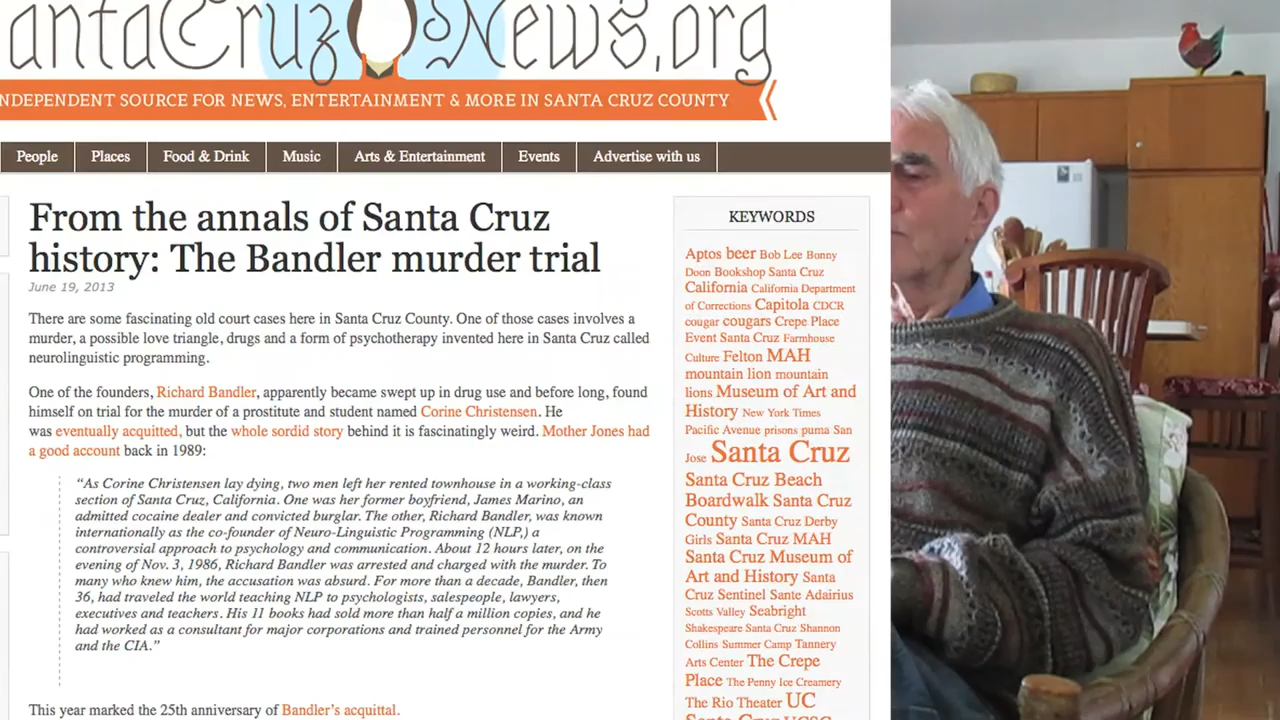 antaCruz News.org
NDEPENDENT SOURCE FOR NEWS, ENTERTAINMENT & MORE IN SANTA CRUZ COUNTY
People Places Food & Drink Music Arts & Entertainment Events Advertise with us
From the annals of Santa Cruz
history: The Bandler murder trial
June 19, 2013
There are some fascinating old court cases here in Santa Cruz County. One of those cases involves a
murder, a possible love triangle, drugs and a form of psychotherapy invented here in Santa Cruz called
neurolinguistic programming.
One of the founders, Richard Bandler, apparently became swept up in drug use and before long, found
himself on trial for the murder of a prostitute and student named Corine Christensen. He
was eventually acquitted, but the whole sordid story behind it is fascinatingly weird. Mother Jones had
a good account back in 1989:
“As Corine Christensen lay dying, two men left her rented townhouse in a working-class
section of Santa Cruz, California. One was her former boyfriend, James Marino, an
admitted cocaine dealer and convicted burglar. The other, Richard Bandler, was known
internationally as the co-founder of Neuro-Linguistic Programming (NLP,) a
controversial approach to psychology and communication. About 12 hours later, on the
evening of Nov. 3, 1986, Richard Bandler was arrested and charged with the murder. To
many who knew him, the accusation was absurd. For more than a decade, Bandler, then
36, had traveled the world teaching NLP to psychologists, salespeople, lawyers,
executives and teachers. His 11 books had sold more than half a million copies, and he
had worked as a consultant for major corporations and trained personnel for the Army
and the CIA.”
This year marked the 25th anniversary of Bandler’s acquittal.
KEYWORDS
Aptos beer Bob Lee Bonny
Doon Bookshop Santa Cruz
California California Department
of Corrections Capitola CDCR
cougar cougars Crepe Place
Event Santa Cruz Farmhouse
Culture Felton MAH
mountain lion mountain
lions Museum of Art and
History New York Times
Pacific Avenue prisons puma San
Jose Santa Cruz
Santa Cruz Beach
Boardwalk Santa Cruz
County Santa Cruz Derby
Girls Santa Cruz MAH
Santa Cruz Museum of
Art and History Santa
Cruz Sentinel Sante Adairius
Scotts Valley Seabright
Shakespeare Santa Cruz Shannon
Collins Summer Camp Tannery
Arts Center The Crepe
Place The Penny Ice Creamery
The Rio Theater UC
Santa Cruz UCSC